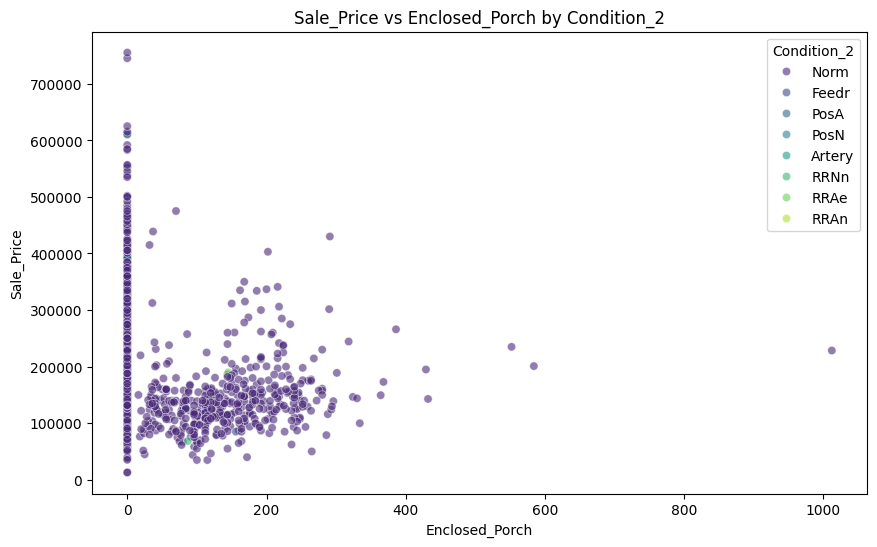 Sale_Price vs Enclosed_Porch by Condition_2
Condition_2
Norm
Feedr
PosA
PosN
Artery
RRNn
RRAe
RRAn
Sale_Price
700000
600000
500000
400000
300000
200000
100000
0
0 200 400 600 800 1000
Enclosed_Porch